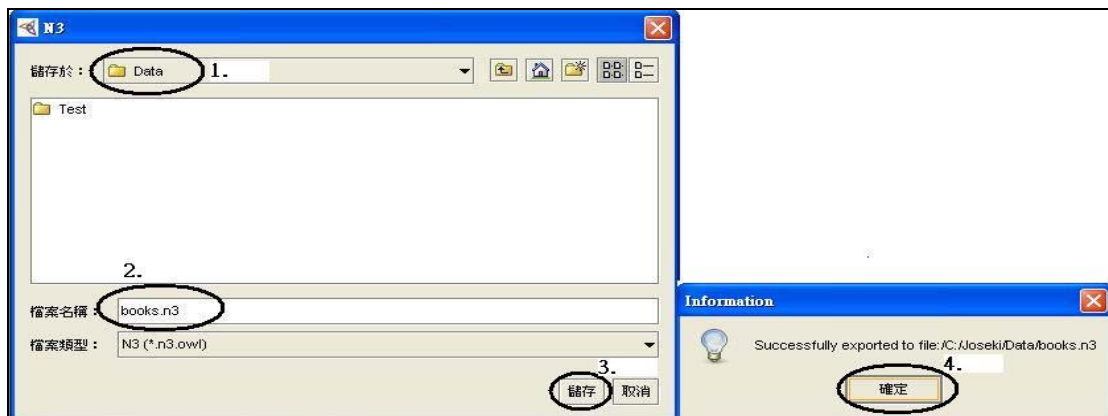 N3
儲存於： Data 1.
Test
2.
檔案名稱： books.n3
檔案類型： N3 (*.n3.owl)
3.
儲存 取消
Information
Successfully exported to file:/C:/Joseki/Data/books.n3
4.
確定